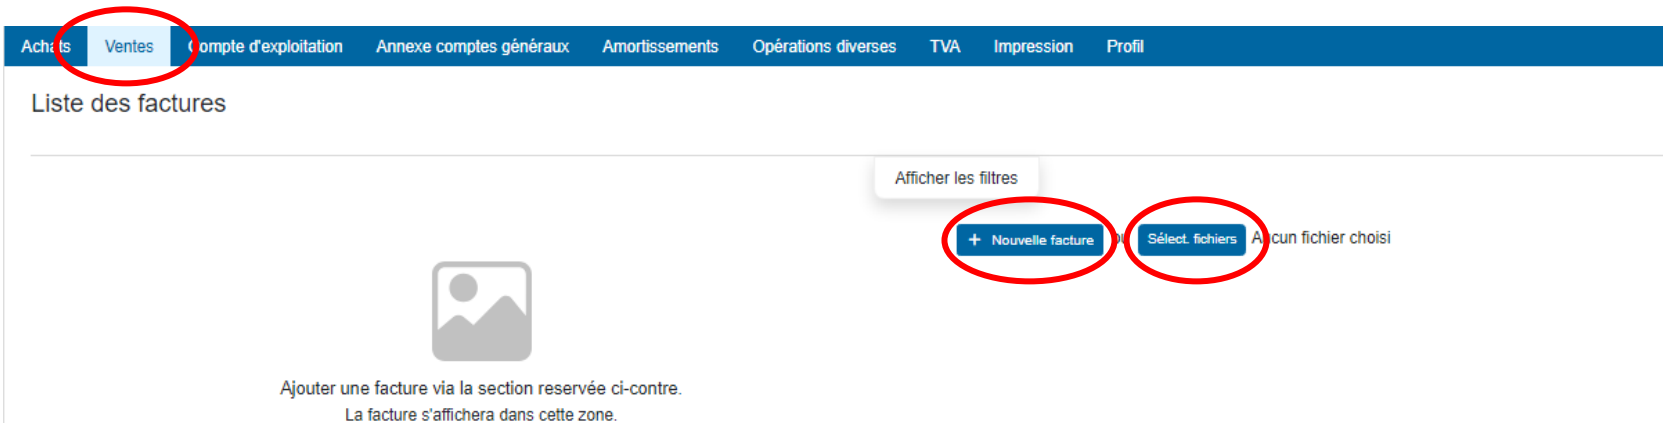 Achats Ventes Compte d'exploitation Annexe comptes généraux Amortissements Opérations diverses TVA Impression Profil
Liste des factures
Afficher les filtres
+ Nouvelle facture ou Sélect. fichiers Aucun fichier choisi
Ajouter une facture via la section reservée ci-contre.
La facture s'affichera dans cette zone.